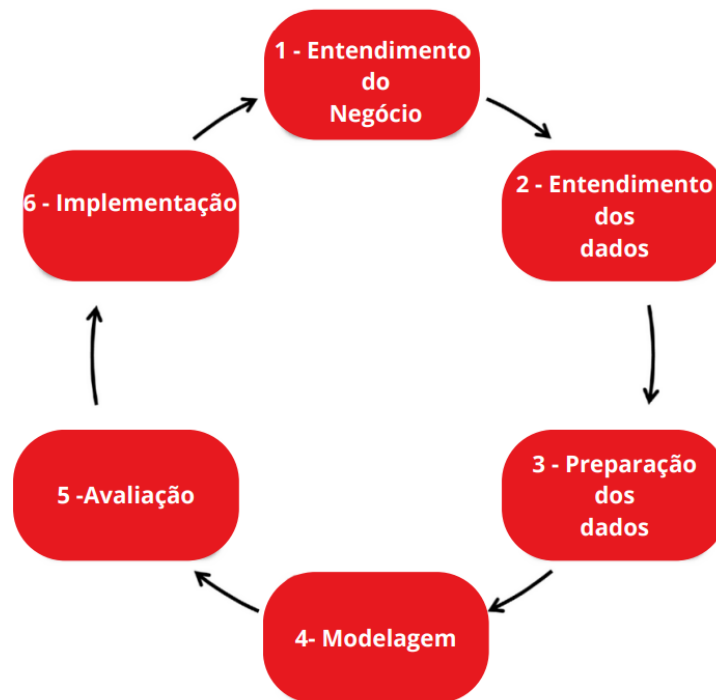 1 - Entendimento
do
Negócio
2 - Entendimento
dos
dados
3 - Preparação
dos
dados
4- Modelagem
5 -Avaliação
6 - Implementação